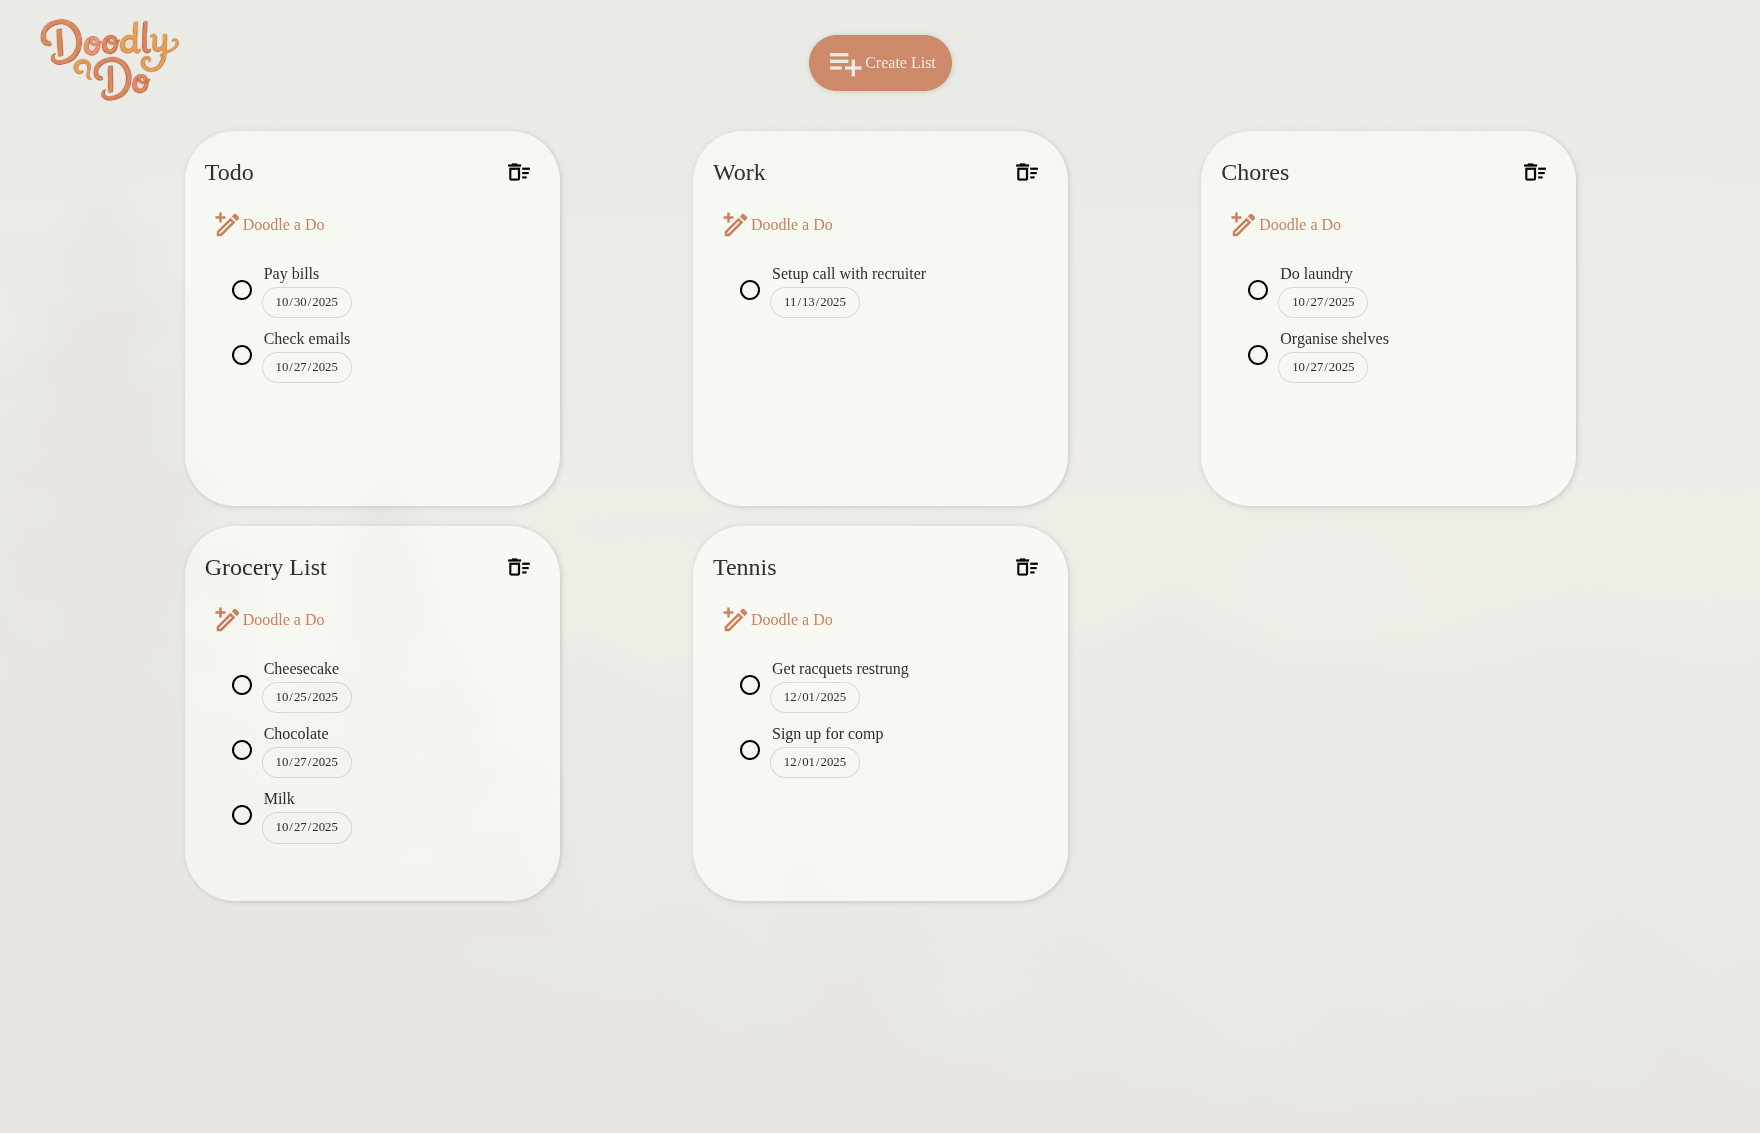 Doodly
a Do
Create List
Todo
Doodle a Do
Pay bills
10/30/2025
Check emails
10/27/2025
Work
Doodle a Do
Setup call with recruiter
11/13/2025
Chores
Doodle a Do
Do laundry
10/27/2025
Organise shelves
10/27/2025
Grocery List
Doodle a Do
Cheesecake
10/25/2025
Chocolate
10/27/2025
Milk
10/27/2025
Tennis
Doodle a Do
Get racquets restrung
12/01/2025
Sign up for comp
12/01/2025